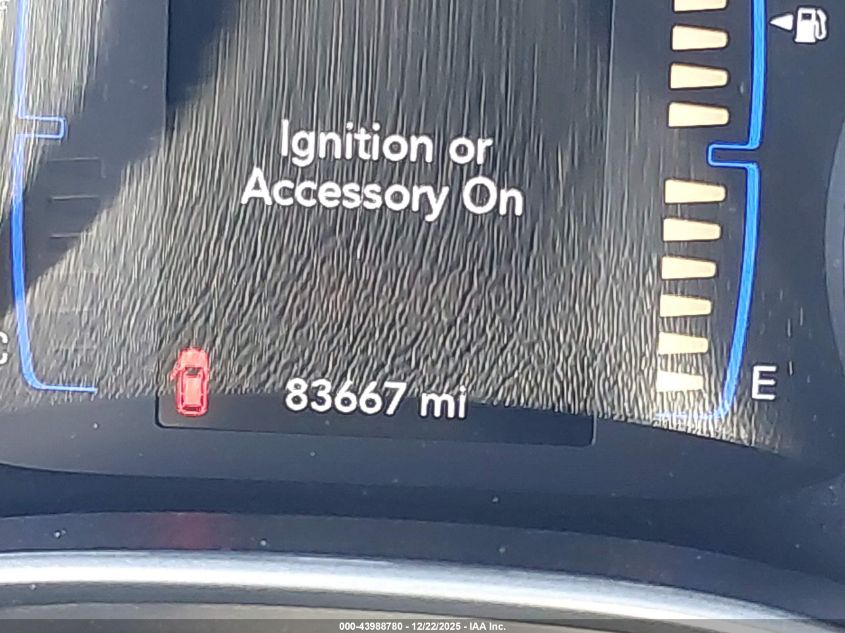 Ignition or
Accessory On
83667 mi
E
C
000-43988780 - 12/22/2025 - IAA Inc.